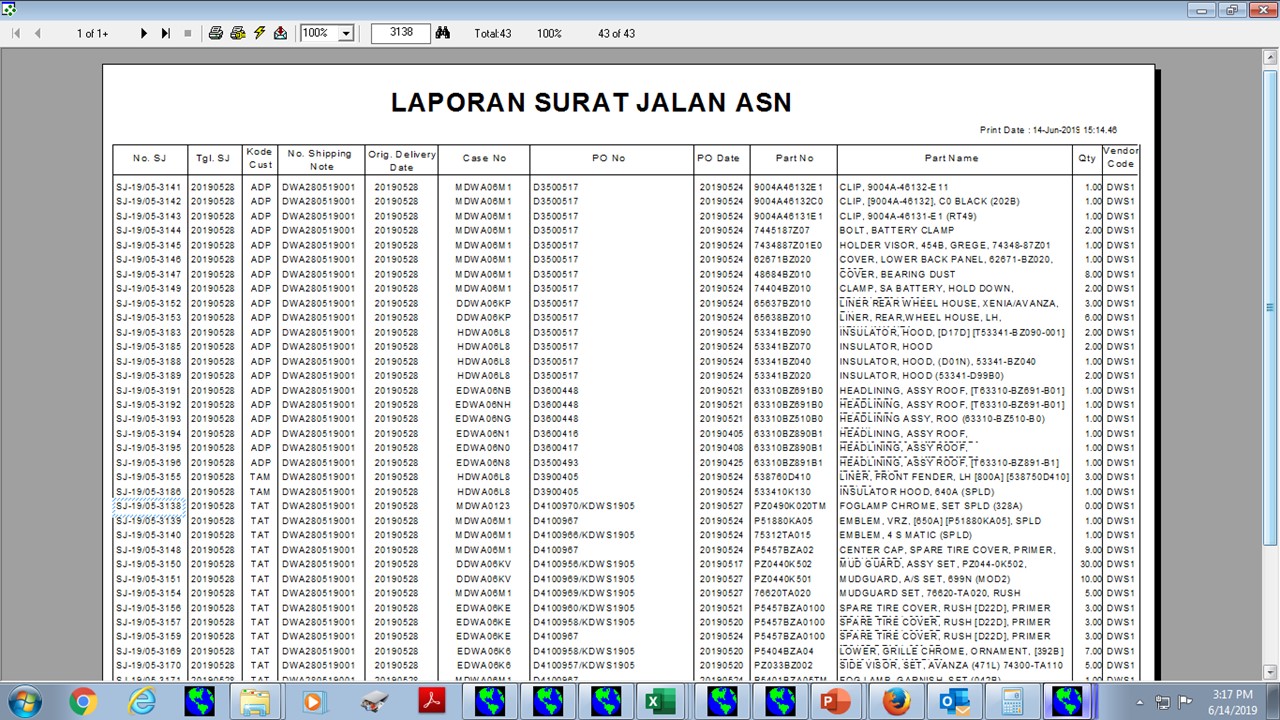 1 of 1+ 100% 3138 Total:43 100% 43 of 43
LAPORAN SURAT JALAN ASN
Print Date : 14-Jun-2019 15:14.46
No. SJ Tgl. SJ Kode Cust No. Shipping Note Orig. Delivery Date Case No PO No PO Date Part No Part Name Qty Vendor Code
SJ-19/05-3141 20190528 ADP DWA280519001 20190528 MDWA06M1 D3500517 20190524 9004A46132E1 CLIP, 9004A-46132-E11 1.00 DWS1
SJ-19/05-3142 20190528 ADP DWA280519001 20190528 MDWA06M1 D3500517 20190524 9004A46132C0 CLIP, [9004A-46132], C0 BLACK (202B) 1.00 DWS1
SJ-19/05-3143 20190528 ADP DWA280519001 20190528 MDWA06M1 D3500517 20190524 9004A46131E1 CLIP, 9004A-46131-E1 (RT49) 1.00 DWS1
SJ-19/05-3144 20190528 ADP DWA280519001 20190528 MDWA06M1 D3500517 20190524 7445187Z07 BOLT, BATTERY CLAMP 2.00 DWS1
SJ-19/05-3145 20190528 ADP DWA280519001 20190528 MDWA06M1 D3500517 20190524 7434887Z01E0 HOLDER VISOR, 454B, GREGE, 74348-87Z01 1.00 DWS1
SJ-19/05-3146 20190528 ADP DWA280519001 20190528 MDWA06M1 D3500517 20190524 62671BZ020 COVER, LOWER BACK PANEL, 62671-BZ020, 1.00 DWS1
SJ-19/05-3147 20190528 ADP DWA280519001 20190528 MDWA06M1 D3500517 20190524 48684BZ010 COVER, BEARING DUST 8.00 DWS1
SJ-19/05-3149 20190528 ADP DWA280519001 20190528 MDWA06M1 D3500517 20190524 74404BZ010 CLAMP, SA BATTERY, HOLD DOWN, 2.00 DWS1
SJ-19/05-3152 20190528 ADP DWA280519001 20190528 DDWA06KP D3500517 20190524 65637BZ010 LINER REAR WHEEL HOUSE, XENIA/AVANZA, 3.00 DWS1
SJ-19/05-3153 20190528 ADP DWA280519001 20190528 DDWA06KP D3500517 20190524 65638BZ010 LINER, REAR,WHEEL HOUSE, LH, 6.00 DWS1
SJ-19/05-3183 20190528 ADP DWA280519001 20190528 HDWA06L8 D3500517 20190524 53341BZ090 INSULATOR, HOOD, [D17D] [T53341-BZ090-001] 2.00 DWS1
SJ-19/05-3185 20190528 ADP DWA280519001 20190528 HDWA06L8 D3500517 20190524 53341BZ070 INSULATOR, HOOD 2.00 DWS1
SJ-19/05-3188 20190528 ADP DWA280519001 20190528 HDWA06L8 D3500517 20190524 53341BZ040 INSULATOR, HOOD, (D01N), 53341-BZ040 1.00 DWS1
SJ-19/05-3189 20190528 ADP DWA280519001 20190528 HDWA06L8 D3500517 20190524 53341BZ020 INSULATOR, HOOD (53341-D99B0) 2.00 DWS1
SJ-19/05-3191 20190528 ADP DWA280519001 20190528 EDWA06NB D3600448 20190521 63310BZ691B0 HEADLINING, ASSY ROOF, [T63310-BZ691-B01] 1.00 DWS1
SJ-19/05-3192 20190528 ADP DWA280519001 20190528 EDWA06NH D3600448 20190521 63310BZ691B0 HEADLINING, ASSY ROOF, [T63310-BZ691-B01] 1.00 DWS1
SJ-19/05-3193 20190528 ADP DWA280519001 20190528 EDWA06NG D3600448 20190521 63310BZ510B0 HEADLINING ASSY, ROO (63310-BZ510-B0) 1.00 DWS1
SJ-19/05-3194 20190528 ADP DWA280519001 20190528 EDWA06N1 D3600416 20190405 63310BZ890B1 HEADLINING, ASSY ROOF, 1.00 DWS1
SJ-19/05-3195 20190528 ADP DWA280519001 20190528 EDWA06N0 D3600417 20190408 63310BZ890B1 HEADLINING, ASSY ROOF, 1.00 DWS1
SJ-19/05-3196 20190528 ADP DWA280519001 20190528 EDWA06N8 D3500493 20190425 63310BZ891B1 HEADLINING, ASSY ROOF, [T63310-BZ891-B1] 1.00 DWS1
SJ-19/05-3155 20190528 TAM DWA280519001 20190528 HDWA06L8 D3900405 20190523 538760D410 LINER, FRONT FENDER, LH [800A] [538750D410] 3.00 DWS1
SJ-19/05-3186 20190528 TAM DWA280519001 20190528 HDWA06L8 D3900405 20190523 533410K130 INSULATOR HOOD, 640A (SPLD) 1.00 DWS1
SJ-19/05-3138 20190528 TAT DWA280519001 20190528 MDWA0123 D4100970/KDWS1905 20190527 PZ0490K020TM FOGLAMP CHROME, SET SPLD (328A) 0.00 DWS1
SJ-19/05-3139 20190528 TAT DWA280519001 20190528 MDWA06M1 D4100967 20190524 P51880KA05 EMBLEM, VRZ, [650A] [P51880KA05], SPLD 1.00 DWS1
SJ-19/05-3140 20190528 TAT DWA280519001 20190528 MDWA06M1 D4100966/KDWS1905 20190524 75312TA015 EMBLEM, 4 S MATIC (SPLD) 2.00 DWS1
SJ-19/05-3148 20190528 TAT DWA280519001 20190528 MDWA06M1 D4100967 20190524 P5457BZA02 CENTER CAP, SPARE TIRE COVER, PRIMER, 9.00 DWS1
SJ-19/05-3150 20190528 TAT DWA280519001 20190528 DDWA06KV D4100956/KDWS1905 20190517 PZ0440K502 MUD GUARD, ASSY SET, PZ044-0K502, 30.00 DWS1
SJ-19/05-3151 20190528 TAT DWA280519001 20190528 DDWA06KV D4100969/KDWS1905 20190527 PZ0440K501 MUDGUARD, A/S SET, 699N (MOD2) 10.00 DWS1
SJ-19/05-3154 20190528 TAT DWA280519001 20190528 MDWA06M1 D4100969/KDWS1905 20190527 76620TA020 MUDGUARD SET, 76620-TA020, RUSH 5.00 DWS1
SJ-19/05-3156 20190528 TAT DWA280519001 20190528 EDWA06KE D4100960/KDWS1905 20190521 P5457BZA0100 SPARE TIRE COVER, RUSH [D22D], PRIMER 3.00 DWS1
SJ-19/05-3157 20190528 TAT DWA280519001 20190528 EDWA06KE D4100958/KDWS1905 20190520 P5457BZA0100 SPARE TIRE COVER, RUSH [D22D], PRIMER 3.00 DWS1
SJ-19/05-3159 20190528 TAT DWA280519001 20190528 EDWA06KE D4100967 20190524 P5457BZA0100 SPARE TIRE COVER, RUSH [D22D], PRIMER 3.00 DWS1
SJ-19/05-3169 20190528 TAT DWA280519001 20190528 EDWA06K6 D4100958/KDWS1905 20190520 P5404BZA04 LOWER, GRILLE CHROME, ORNAMENT, [392B] 7.00 DWS1
SJ-19/05-3170 20190528 TAT DWA280519001 20190528 EDWA06K6 D4100957/KDWS1905 20190520 PZ033BZ002 SIDE VISOR, SET, AVANZA (471L) 74300-TA110 5.00 DWS1
3:17 PM
6/14/2019